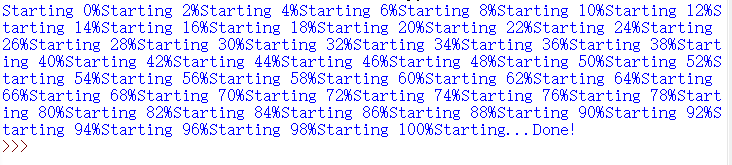 Starting 0%Starting 2%Starting 4%Starting 6%Starting 8%Starting 10%Starting 12%S
tarting 14%Starting 16%Starting 18%Starting 20%Starting 22%Starting 24%Starting
26%Starting 28%Starting 30%Starting 32%Starting 34%Starting 36%Starting 38%Start
ing 40%Starting 42%Starting 44%Starting 46%Starting 48%Starting 50%Starting 52%S
tarting 54%Starting 56%Starting 58%Starting 60%Starting 62%Starting 64%Starting
66%Starting 68%Starting 70%Starting 72%Starting 74%Starting 76%Starting 78%Start
ing 80%Starting 82%Starting 84%Starting 86%Starting 88%Starting 90%Starting 92%S
tarting 94%Starting 96%Starting 98%Starting 100%Starting...Done!
>>>